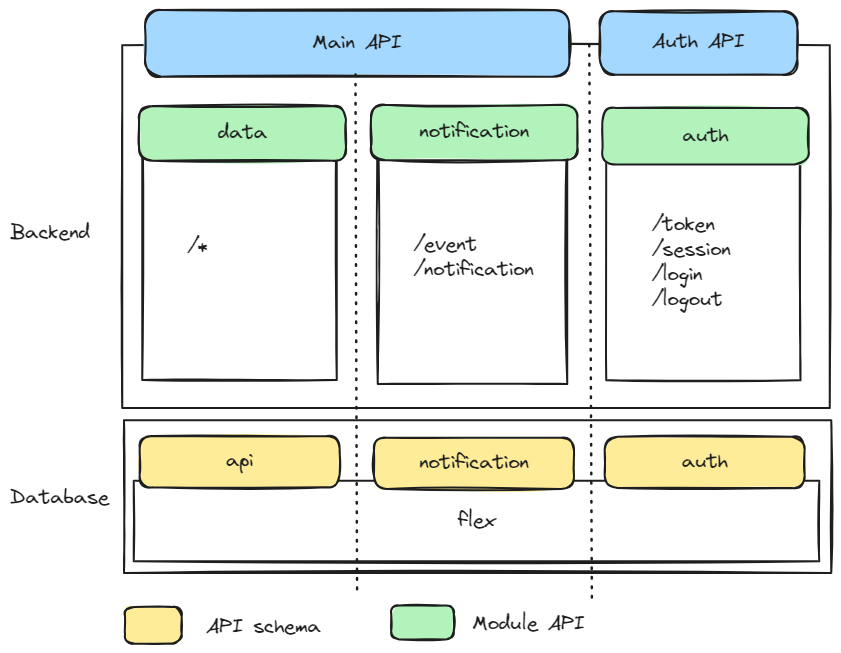 Main API
Auth API
data
notification
auth
Backend
/*
/event
/notification
/token
/session
/login
/logout
api
notification
auth
Database
flex
API schema
Module API